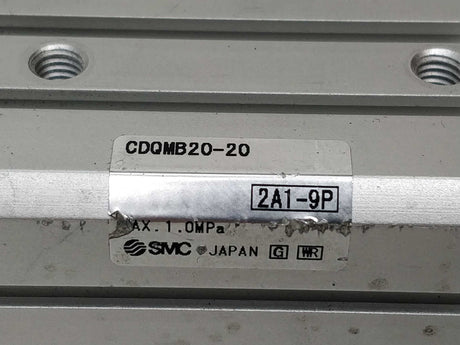 CDQMB20-20
2A1-9P
AX. 1.0MPa
SMC JAPAN G